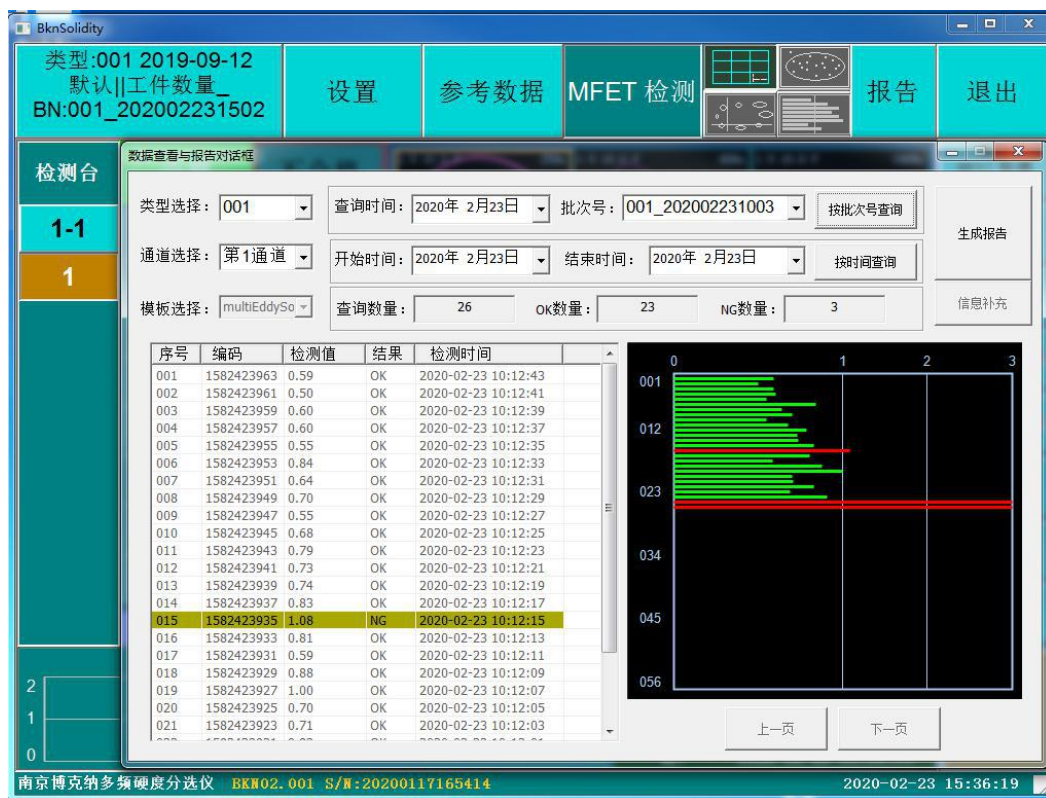 BknSolidity
类型:001 2019-09-12
默认||工件数量_
BN:001_202002231502
设置
参考数据
MFET 检测
报告
退出
检测台
1-1
1
数据查看与报告对话框
类型选择: 001
查询时间: 2020年 2月23日
批次号: 001_202002231003
按批次号查询
生成报告
通道选择: 第1通道
开始时间: 2020年 2月23日
结束时间: 2020年 2月23日
按时间查询
模板选择: multiEddySo
查询数量: 26
OK数量: 23
NG数量: 3
信息补充
序号 编码 检测值 结果 检测时间
001 1582423963 0.59 OK 2020-02-23 10:12:43
002 1582423961 0.50 OK 2020-02-23 10:12:41
003 1582423959 0.60 OK 2020-02-23 10:12:39
004 1582423957 0.60 OK 2020-02-23 10:12:37
005 1582423955 0.55 OK 2020-02-23 10:12:35
006 1582423953 0.84 OK 2020-02-23 10:12:33
007 1582423951 0.64 OK 2020-02-23 10:12:31
008 1582423949 0.70 OK 2020-02-23 10:12:29
009 1582423947 0.55 OK 2020-02-23 10:12:27
010 1582423945 0.68 OK 2020-02-23 10:12:25
011 1582423943 0.79 OK 2020-02-23 10:12:23
012 1582423941 0.73 OK 2020-02-23 10:12:21
013 1582423939 0.74 OK 2020-02-23 10:12:19
014 1582423937 0.83 OK 2020-02-23 10:12:17
015 1582423935 1.08 NG 2020-02-23 10:12:15
016 1582423933 0.81 OK 2020-02-23 10:12:13
017 1582423931 0.59 OK 2020-02-23 10:12:11
018 1582423929 0.88 OK 2020-02-23 10:12:09
019 1582423927 1.00 OK 2020-02-23 10:12:07
020 1582423925 0.70 OK 2020-02-23 10:12:05
021 1582423923 0.71 OK 2020-02-23 10:12:03
0 1 2 3
001
012
023
034
045
056
上一页
下一页
2
1
0
南京博克纳多频硬度分选仪 BKN02.001 S/N:20200117165414
2020-02-23 15:36:19